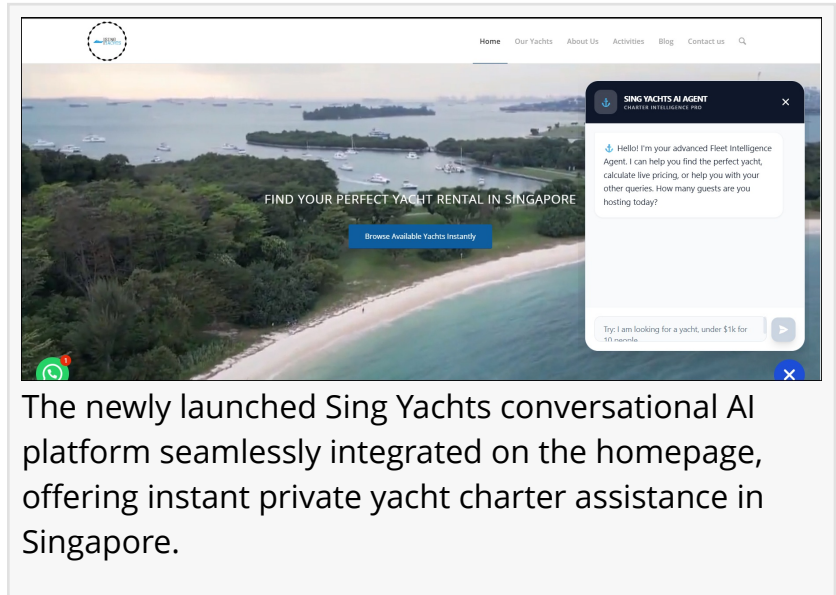 SING
YACHTS
Home Our Yachts About Us Activities Blog Contact us
SING YACHTS AI AGENT
CHARTER INTELLIGENCE PRO
Hello! I'm your advanced Fleet Intelligence
Agent. I can help you find the perfect yacht,
calculate live pricing, or help you with your
other queries. How many guests are you
hosting today?
FIND YOUR PERFECT YACHT RENTAL IN SINGAPORE
Browse Available Yachts Instantly
Try: I am looking for a yacht, under $1k for
10 people
1
The newly launched Sing Yachts conversational AI
platform seamlessly integrated on the homepage,
offering instant private yacht charter assistance in
Singapore.